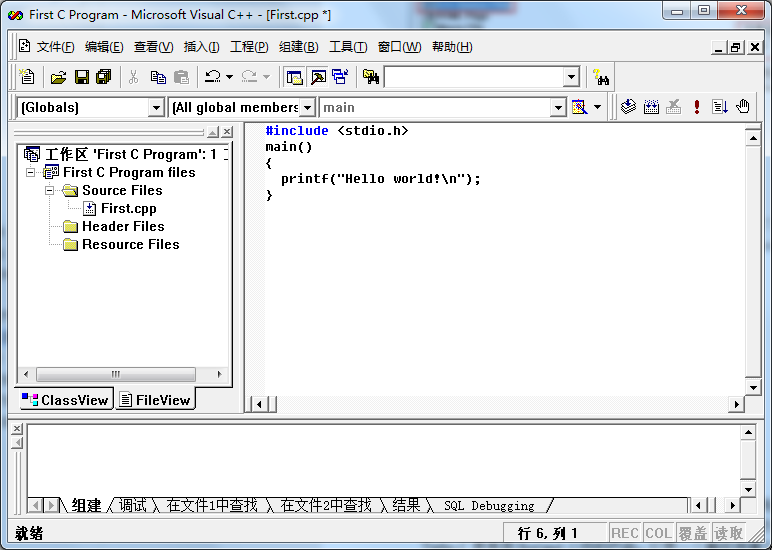 First C Program - Microsoft Visual C++ - [First.cpp *]
文件(F) 编辑(E) 查看(V) 插入(I) 工程(P) 组建(B) 工具(T) 窗口(W) 帮助(H)
(Globals) (All global members main
工作区 'First C Program': 1
First C Program files
Source Files
First.cpp
Header Files
Resource Files
ClassView FileView
#include <stdio.h>
main()
{
printf("Hello world!\n");
}
组建 调试 在文件1中查找 在文件2中查找 结果 SQL Debugging
就绪 行 6, 列 1 REC COL 覆盖 读取